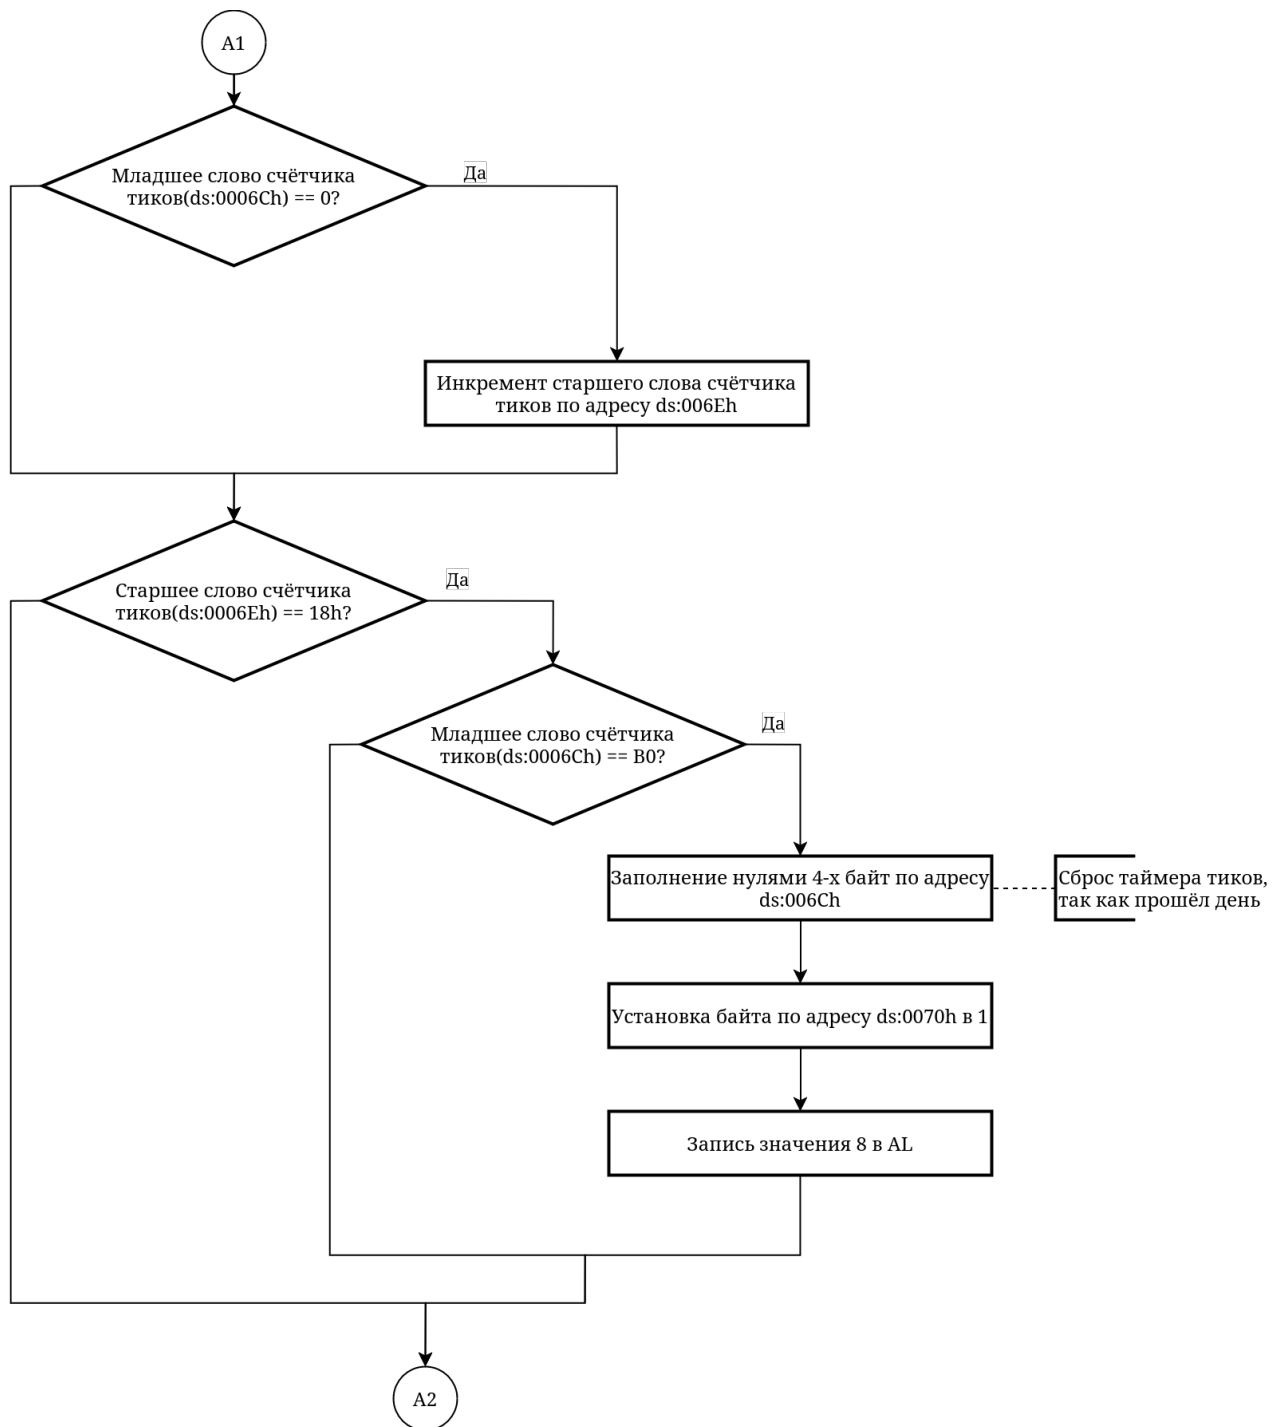 A1
Младшее слово счётчика
тиков(ds:0006Ch) == 0?
Да
Инкремент старшего слова счётчика
тиков по адресу ds:006Eh
Старшее слово счётчика
тиков(ds:0006Eh) == 18h?
Да
Младшее слово счётчика
тиков(ds:0006Ch) == B0?
Да
Заполнение нулями 4-х байт по адресу
ds:006Ch
Сброс таймера тиков,
так как прошёл день
Установка байта по адресу ds:0070h в 1
Запись значения 8 в AL
A2